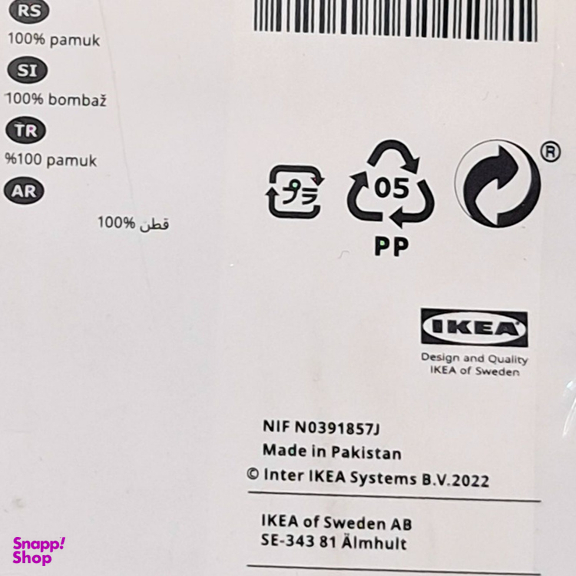 RS
100% pamuk
SI
100% bombaž
TR
%100 pamuk
AR
قطن %100
プラ
05
PP
®
IKEA
Design and Quality
IKEA of Sweden
NIF N0391857J
Made in Pakistan
© Inter IKEA Systems B.V.2022
IKEA of Sweden AB
SE-343 81 Älmhult
Snapp!
Shop